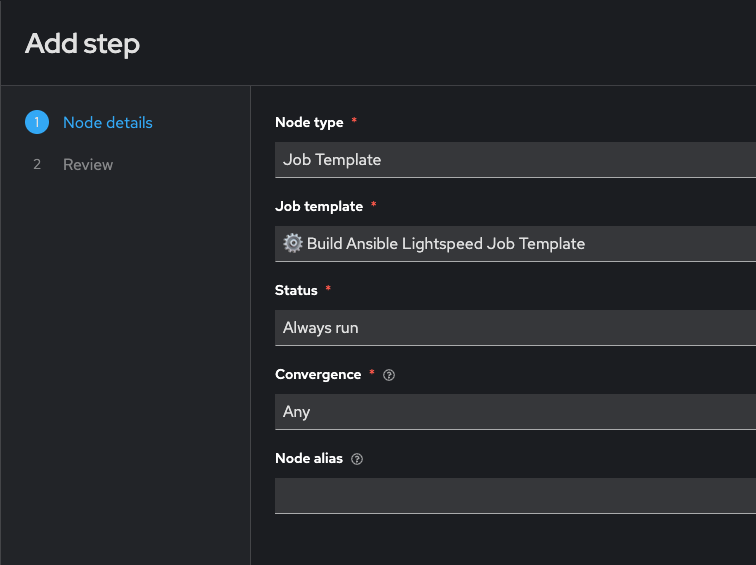 Add step
1 Node details
2 Review
Node type *
Job Template
Job template *
⚙️ Build Ansible Lightspeed Job Template
Status *
Always run
Convergence * ?
Any
Node alias ?